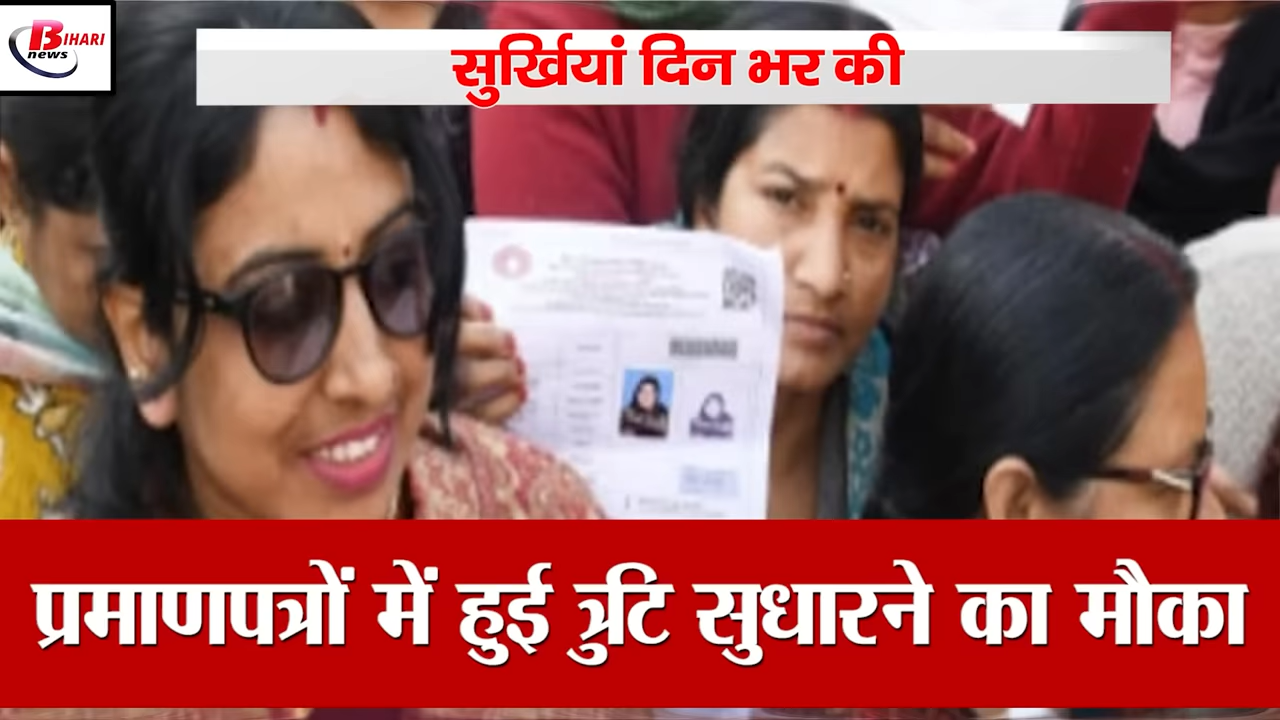 BIHARI
news
सुर्खियां दिन भर की
प्रमाणपत्रों में हुई त्रुटि सुधारने का मौका